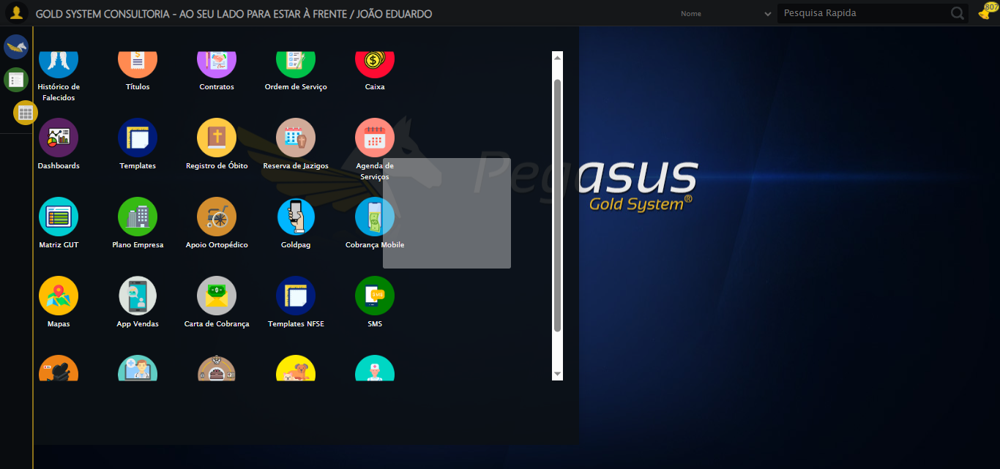 GOLD SYSTEM CONSULTORIA - AO SEU LADO PARA ESTAR À FRENTE / JOÃO EDUARDO
Nome
Pesquisa Rapida
807
Histórico de
Falecidos
Títulos
Contratos
Ordem de Serviço
Caixa
Dashboards
Templates
Registro de Óbito
Reserva de Jazigos
Agenda de
Serviços
Pegasus
Gold System®
Matriz GUT
Plano Empresa
Apoio Ortopédico
Goldpag
Cobrança Mobile
Mapas
App Vendas
Carta de Cobrança
Templates NFSE
SMS
SMS